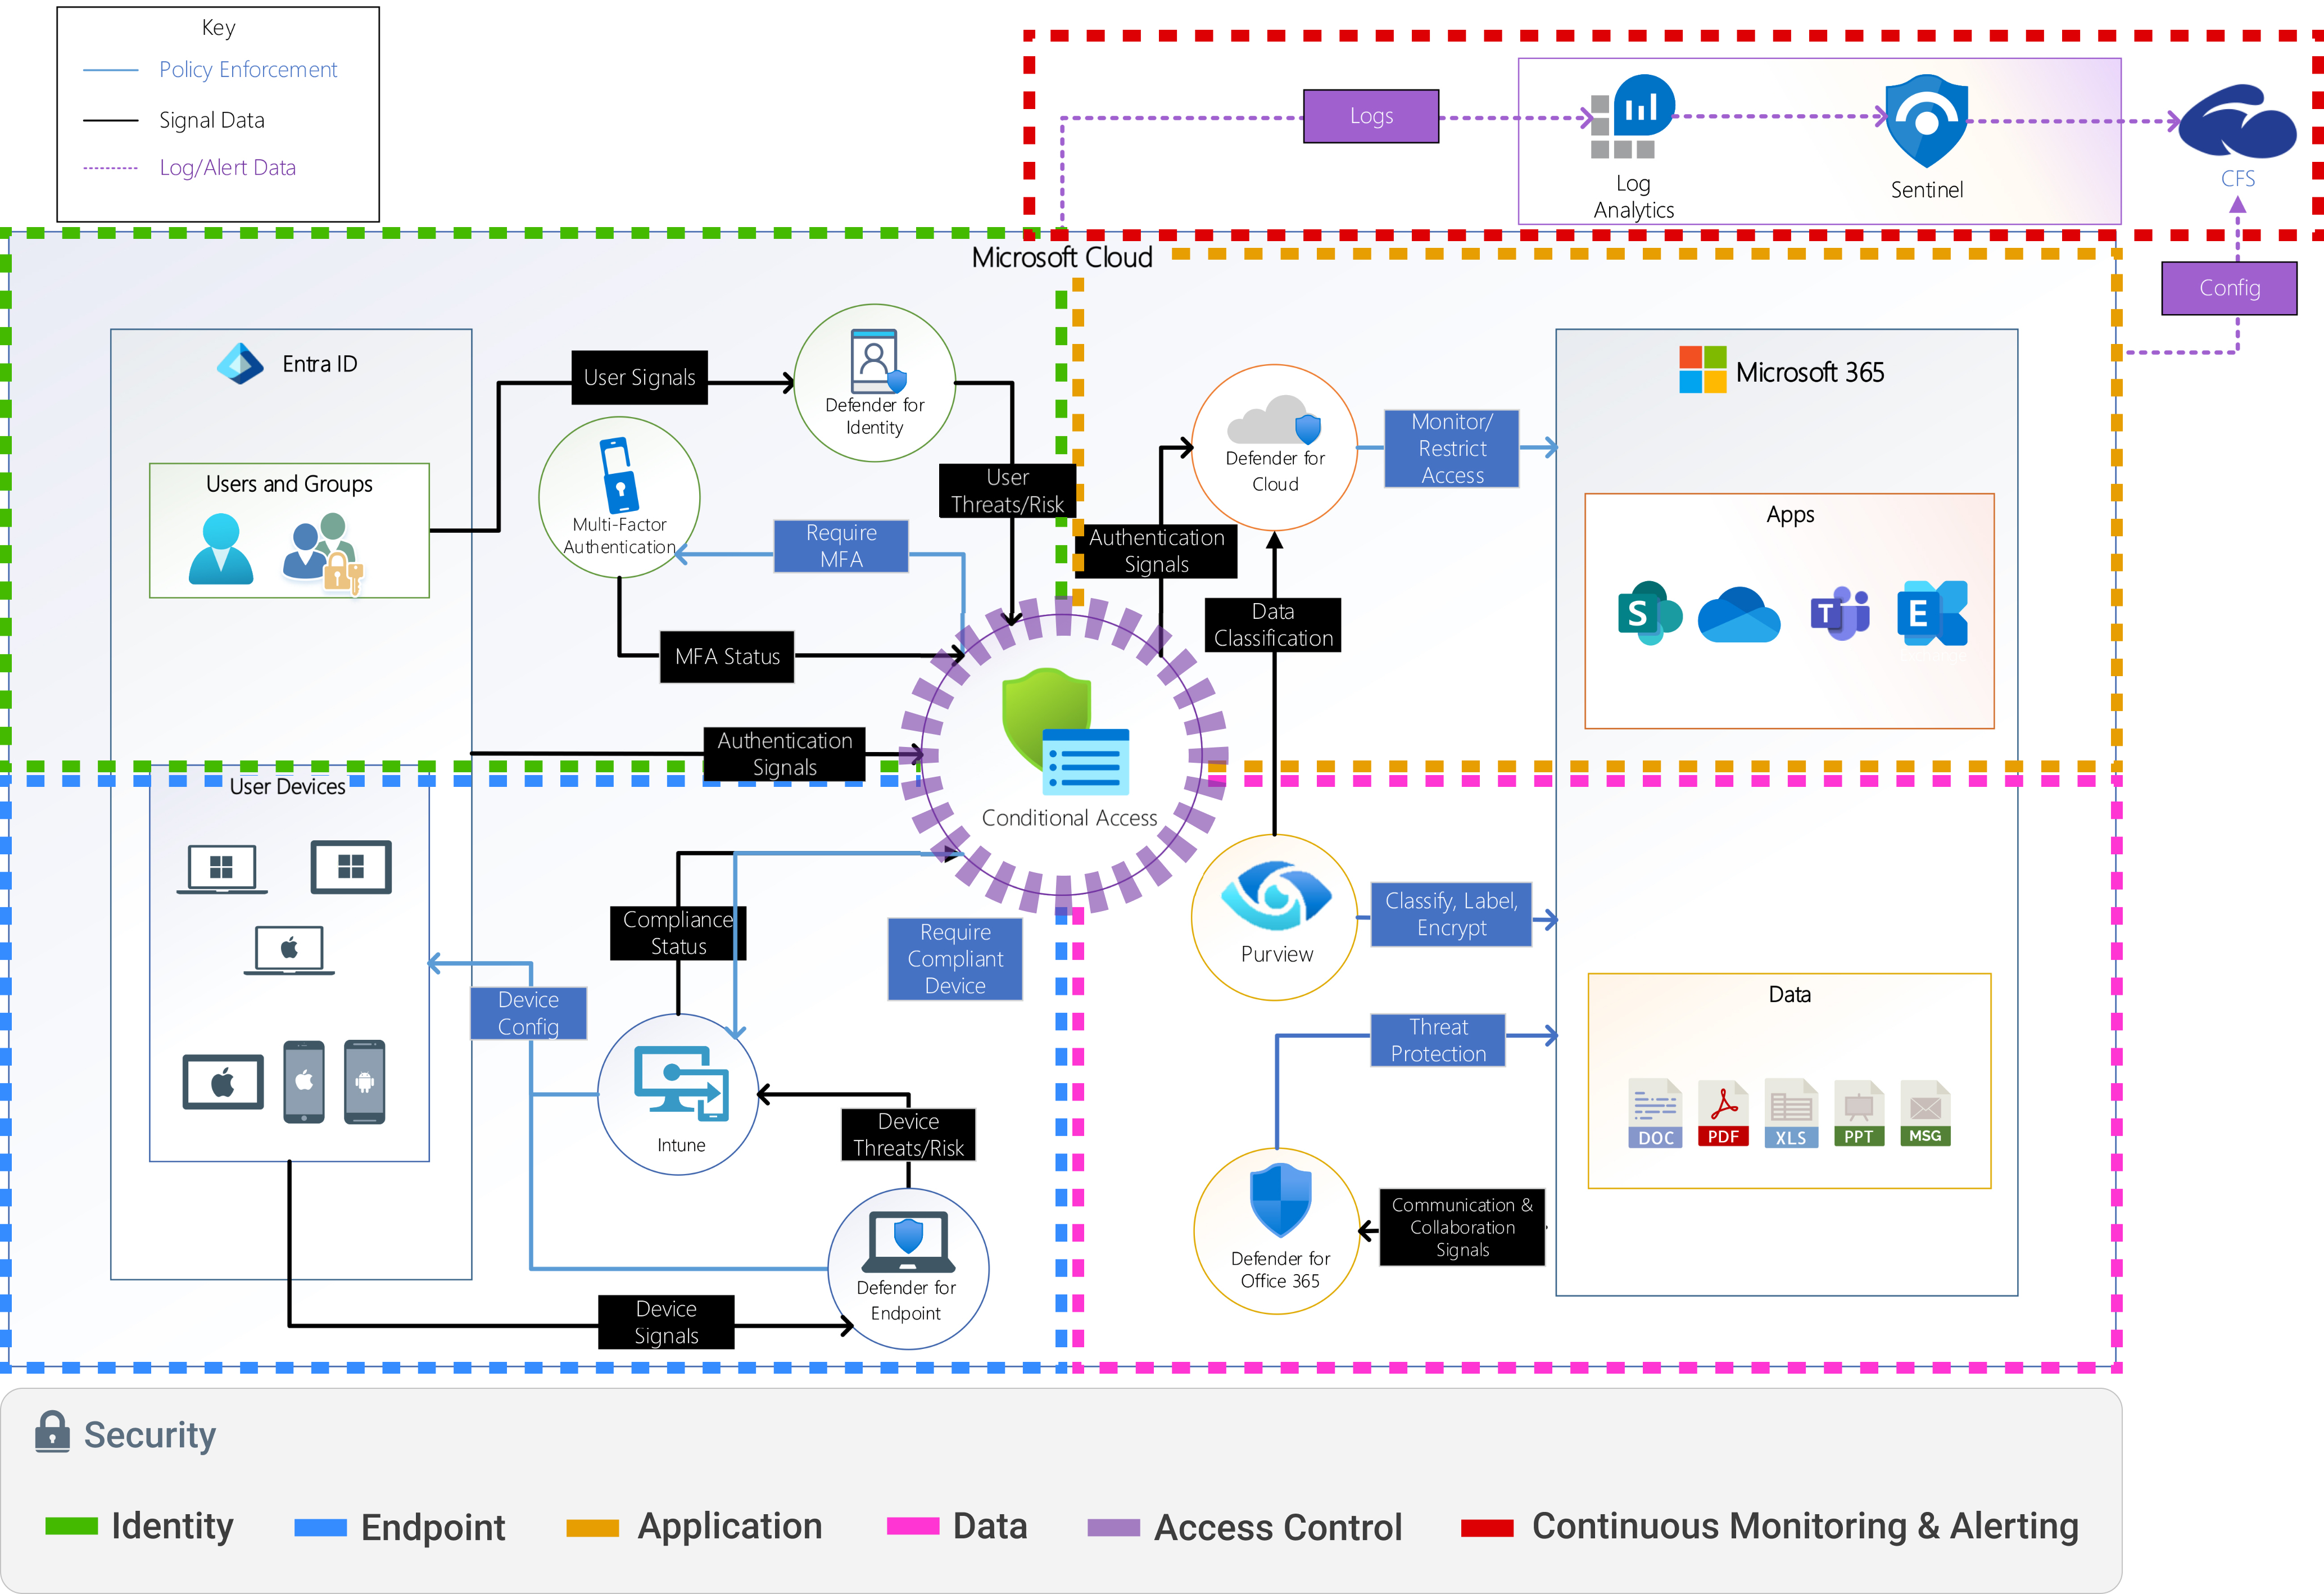 Key
Policy Enforcement
Signal Data
Log/Alert Data
Logs
Log
Analytics
Sentinel
CFS
Config
Microsoft Cloud
Entra ID
Users and Groups
User Signals
Defender for
Identity
Multi-Factor
Authentication
Require
MFA
User
Threats/Risk
MFA Status
Authentication
Signals
Conditional Access
Authentication
Signals
Defender for
Cloud
Monitor/
Restrict
Access
Data
Classification
Microsoft 365
Apps
S
T
E
User Devices
Compliance
Status
Require
Compliant
Device
Device
Config
Intune
Device
Threats/Risk
Defender for
Endpoint
Device
Signals
Purview
Classify, Label,
Encrypt
Threat
Protection
Defender for
Office 365
Communication &
Collaboration
Signals
Data
DOC
PDF
XLS
PPT
MSG
Security
Identity
Endpoint
Application
Data
Access Control
Continuous Monitoring & Alerting